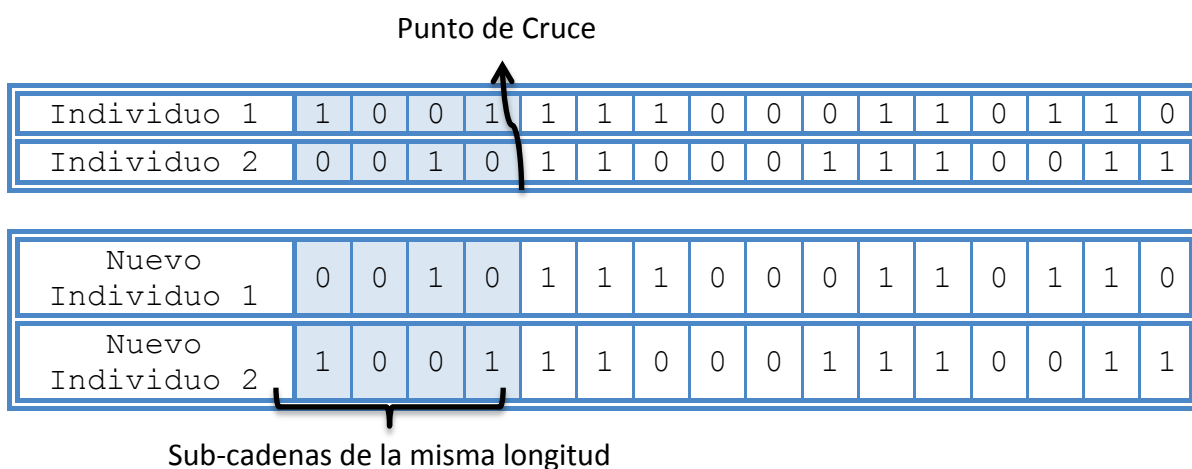 Punto de Cruce
Individuo 1 1 0 0 1 1 1 1 0 0 0 1 1 0 1 1 0
Individuo 2 0 0 1 0 1 1 0 0 0 1 1 1 0 0 1 1
Nuevo
Individuo 1 0 0 1 0 1 1 1 0 0 0 1 1 0 1 1 0
Nuevo
Individuo 2 1 0 0 1 1 1 0 0 0 1 1 1 0 0 1 1
Sub-cadenas de la misma longitud